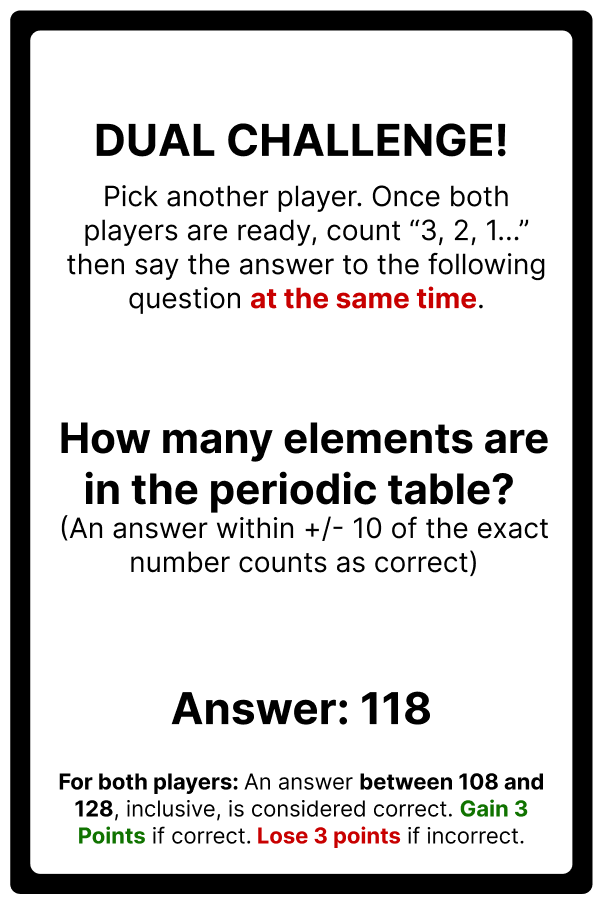 DUAL CHALLENGE!
Pick another player. Once both
players are ready, count “3, 2, 1...”
then say the answer to the following
question at the same time.
How many elements are
in the periodic table?
(An answer within +/- 10 of the exact
number counts as correct)
Answer: 118
For both players: An answer between 108 and
128, inclusive, is considered correct. Gain 3
Points if correct. Lose 3 points if incorrect.